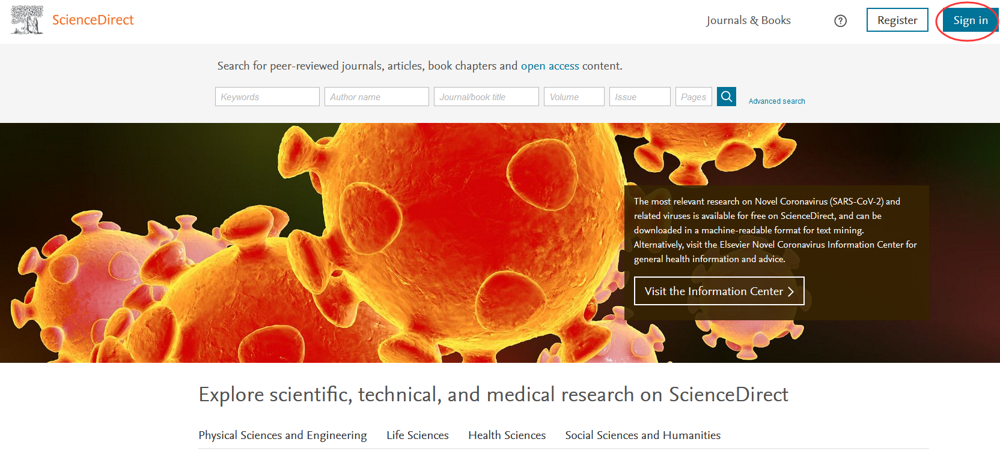 ScienceDirect
Journals & Books
?
Register
Sign in
Search for peer-reviewed journals, articles, book chapters and open access content.
Keywords
Author name
Journal/book title
Volume
Issue
Pages
Advanced search
The most relevant research on Novel Coronavirus (SARS-CoV-2) and
related viruses is available for free on ScienceDirect, and can be
downloaded in a machine-readable format for text mining.
Alternatively, visit the Elsevier Novel Coronavirus Information Center for
general health information and advice.
Visit the Information Center
Explore scientific, technical, and medical research on ScienceDirect
Physical Sciences and Engineering
Life Sciences
Health Sciences
Social Sciences and Humanities